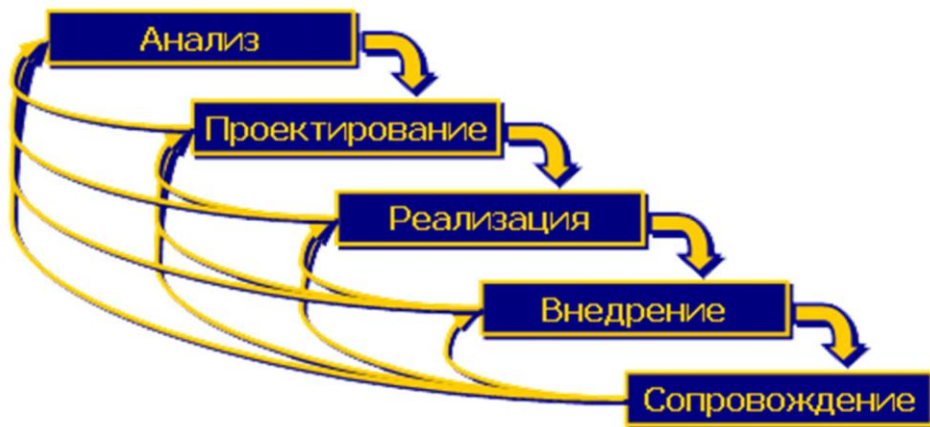 Анализ
Проектирование
Реализация
Внедрение
Сопровождение